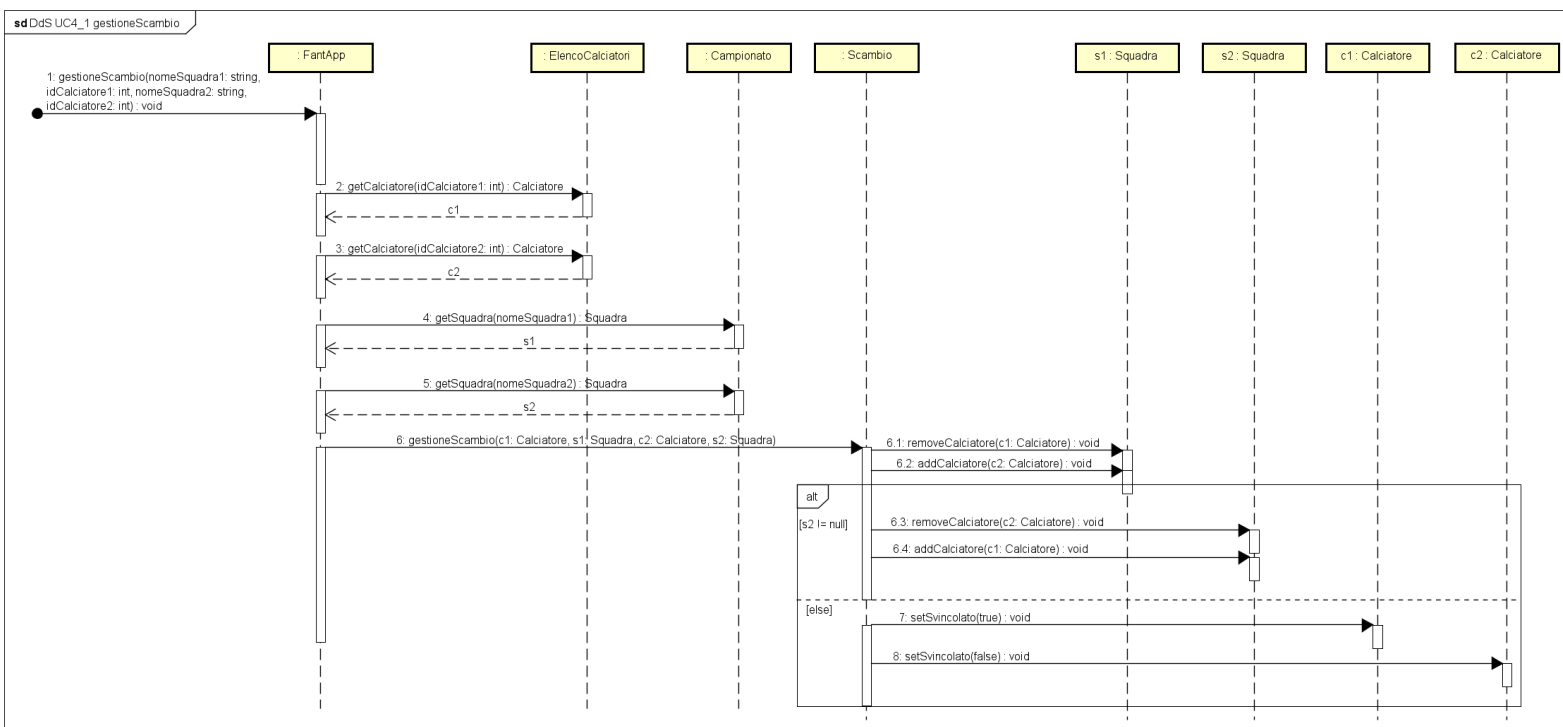 sd DdS UC4_1 gestioneScambio
: FantApp
: ElencoCalciatori
: Campionato
: Scambio
s1 : Squadra
s2 : Squadra
c1 : Calciatore
c2 : Calciatore
1: gestioneScambio(nomeSquadra1: string,
idCalciatore1: int, nomeSquadra2: string,
idCalciatore2: int) : void
2: getCalciatore(idCalciatore1: int) : Calciatore
c1
3: getCalciatore(idCalciatore2: int) : Calciatore
c2
4: getSquadra(nomeSquadra1) : Squadra
s1
5: getSquadra(nomeSquadra2) : Squadra
s2
6: gestioneScambio(c1: Calciatore, s1: Squadra, c2: Calciatore, s2: Squadra)
6.1: removeCalciatore(c1: Calciatore) : void
6.2: addCalciatore(c2: Calciatore) : void
alt
[s2 != null]
6.3: removeCalciatore(c2: Calciatore) : void
6.4: addCalciatore(c1: Calciatore) : void
[else]
7: setSvincolato(true) : void
8: setSvincolato(false) : void